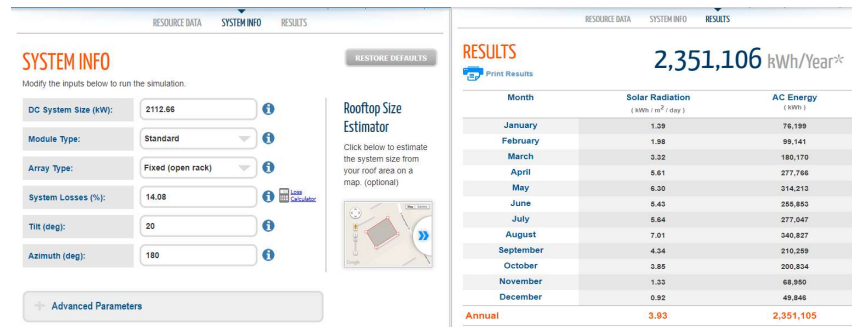 RESOURCE DATA SYSTEM INFO RESULTS
SYSTEM INFO
RESTORE DEFAULTS
Modify the inputs below to run the simulation.
DC System Size (kW): 2112.66
Module Type: Standard
Array Type: Fixed (open rack)
System Losses (%): 14.08
Loss
Calculator
Tilt (deg): 20
Azimuth (deg): 180
Advanced Parameters
Rooftop Size
Estimator
Click below to estimate
the system size from
your roof area on a
map. (optional)
Google
RESOURCE DATA SYSTEM INFO RESULTS
RESULTS
Print Results
2,351,106 kWh/Year*
Month Solar Radiation AC Energy
( kWh / m2 / day ) ( kWh )
January 1.39 76,199
February 1.98 99,141
March 3.32 180,170
April 5.61 277,766
May 6.30 314,213
June 5.43 255,853
July 5.64 277,047
August 7.01 340,827
September 4.34 210,259
October 3.85 200,834
November 1.33 68,950
December 0.92 49,846
Annual 3.93 2,351,105